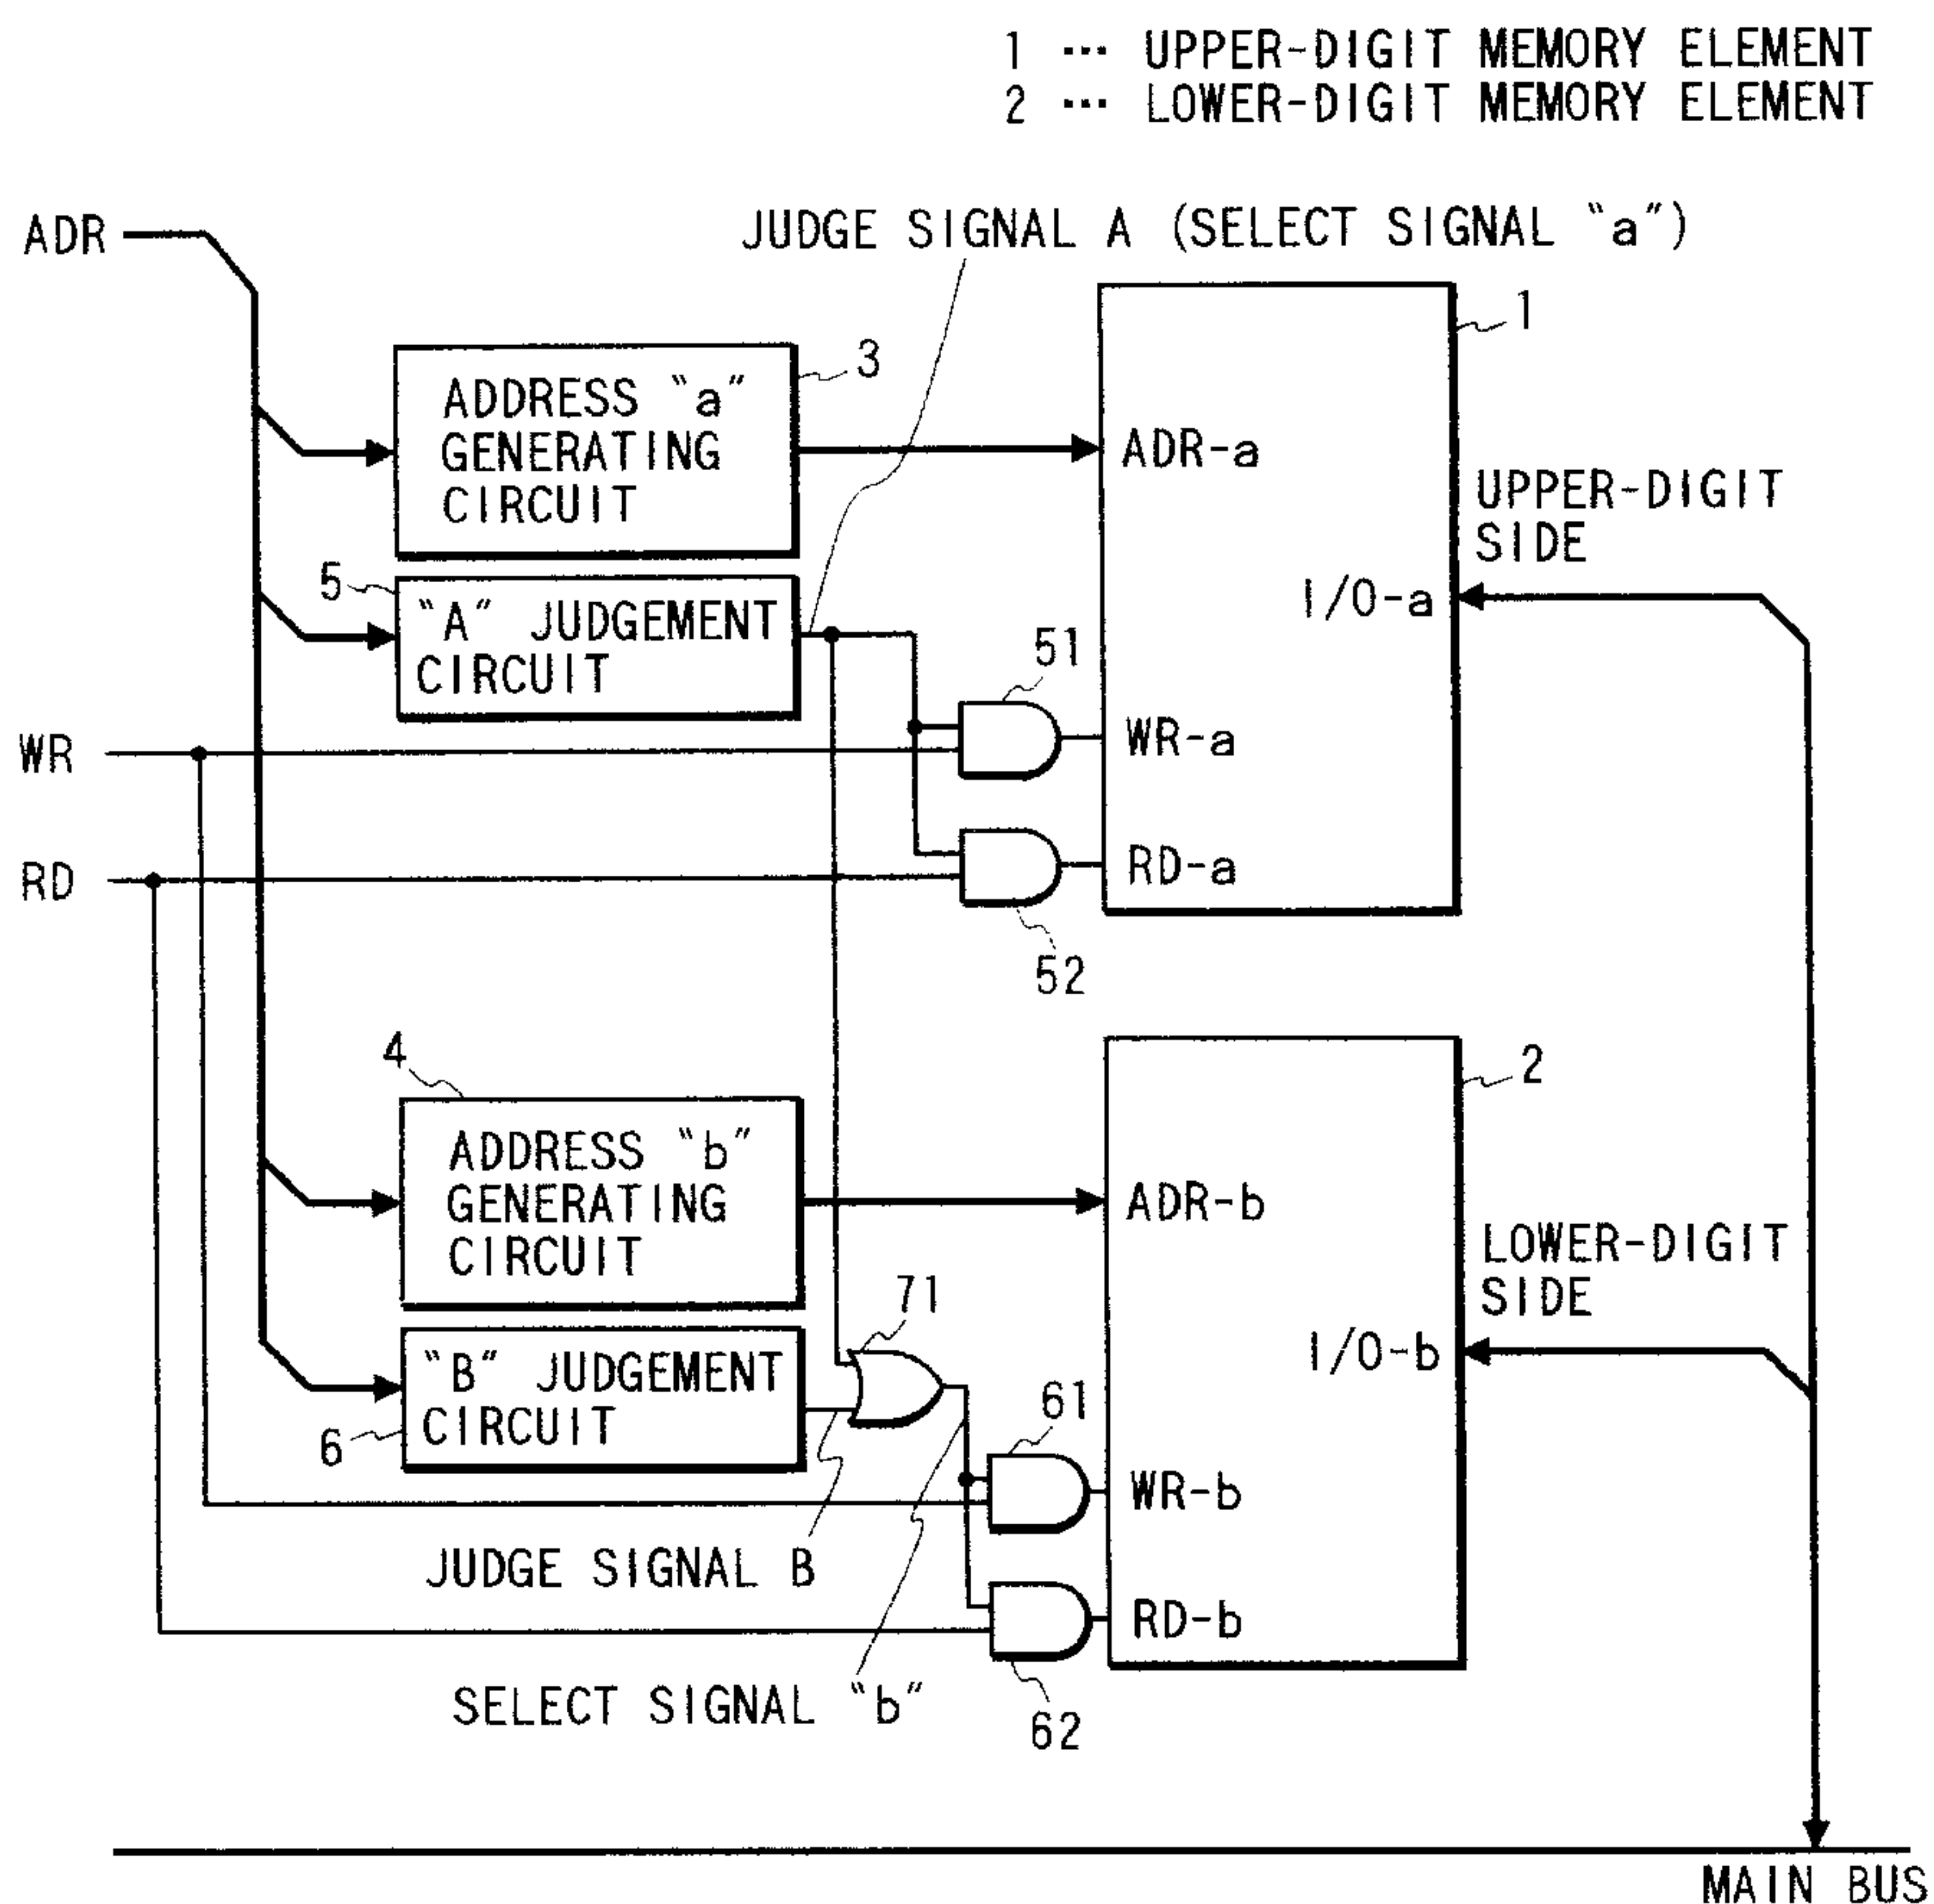 1 ··· UPPER-DIGIT MEMORY ELEMENT
2 ··· LOWER-DIGIT MEMORY ELEMENT
JUDGE SIGNAL A (SELECT SIGNAL "a")
ADR
1
3
ADDRESS "a"
GENERATING
CIRCUIT
ADR-a
UPPER-DIGIT
SIDE
5
"A" JUDGEMENT
CIRCUIT
I/O-a
51
WR
WR-a
RD
RD-a
52
4
2
ADDRESS "b"
GENERATING
CIRCUIT
ADR-b
LOWER-DIGIT
SIDE
71
I/O-b
"B" JUDGEMENT
CIRCUIT
6
61
WR-b
JUDGE SIGNAL B
RD-b
SELECT SIGNAL "b"
62
MAIN BUS